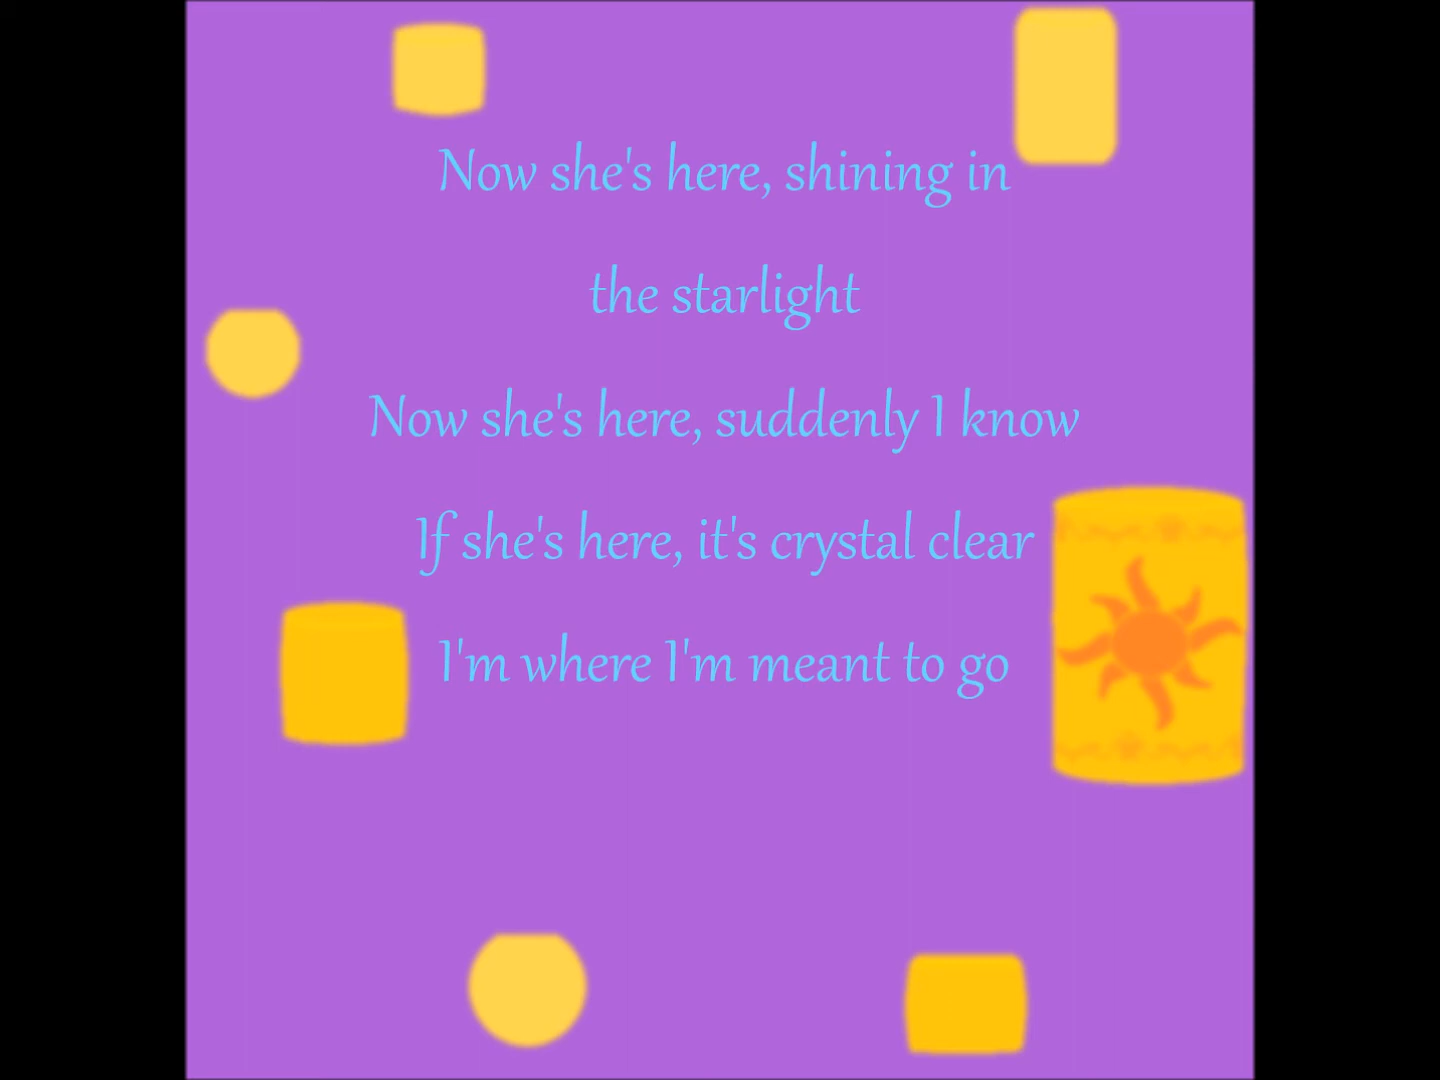 Now she's here, shining in
the starlight
Now she's here, suddenly I know
If she's here, it's crystal clear
I'm where I'm meant to go